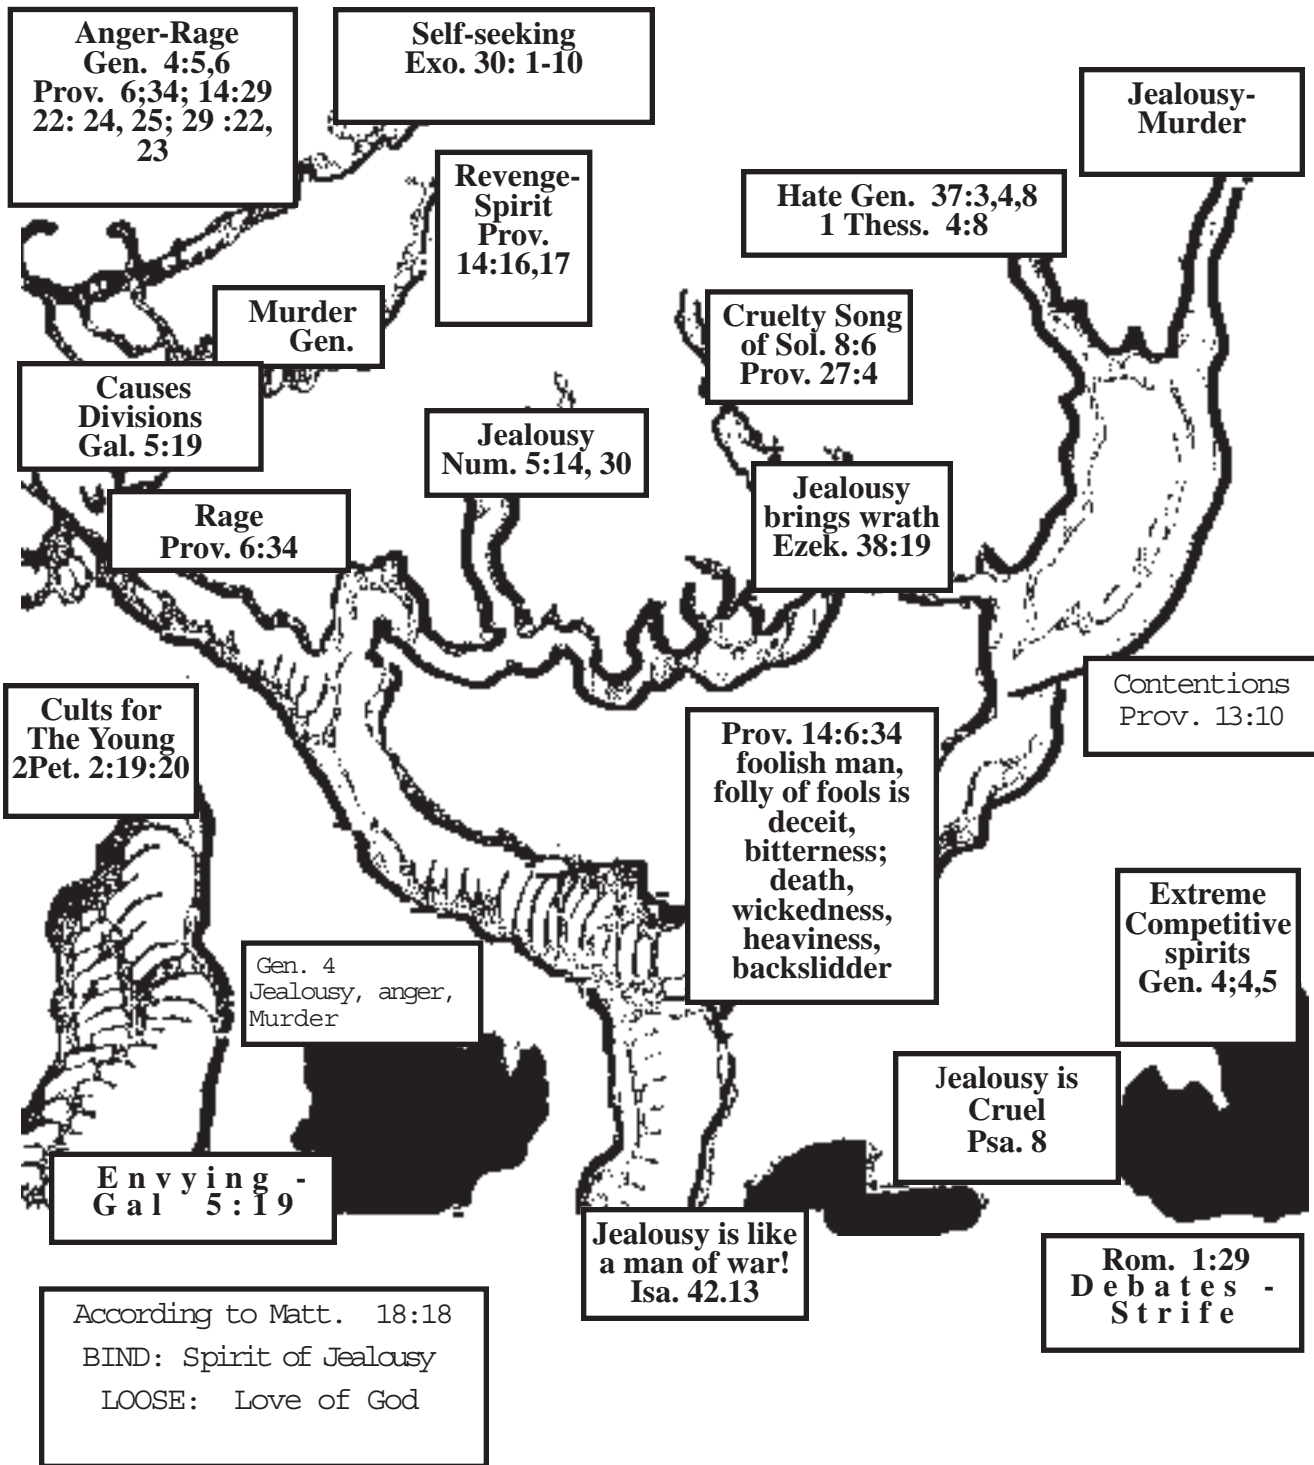 Anger-Rage
Gen. 4:5,6
Prov. 6;34; 14:29
22: 24, 25; 29 :22,
23
Self-seeking
Exo. 30: 1-10
Jealousy-
Murder
Revenge-
Spirit
Prov.
14:16,17
Hate Gen. 37:3,4,8
1 Thess. 4:8
Murder
Gen.
Cruelty Song
of Sol. 8:6
Prov. 27:4
Causes
Divisions
Gal. 5:19
Jealousy
Num. 5:14, 30
Jealousy
brings wrath
Ezek. 38:19
Rage
Prov. 6:34
Contentions
Prov. 13:10
Cults for
The Young
2Pet. 2:19:20
Prov. 14:6:34
foolish man,
folly of fools is
deceit,
bitterness;
death,
wickedness,
heaviness,
backslidder
Extreme
Competitive
spirits
Gen. 4;4,5
Gen. 4
Jealousy, anger,
Murder
Jealousy is
Cruel
Psa. 8
Envying -
Gal 5:19
Jealousy is like
a man of war!
Isa. 42.13
Rom. 1:29
Debates -
Strife
According to Matt. 18:18
BIND: Spirit of Jealousy
LOOSE: Love of God